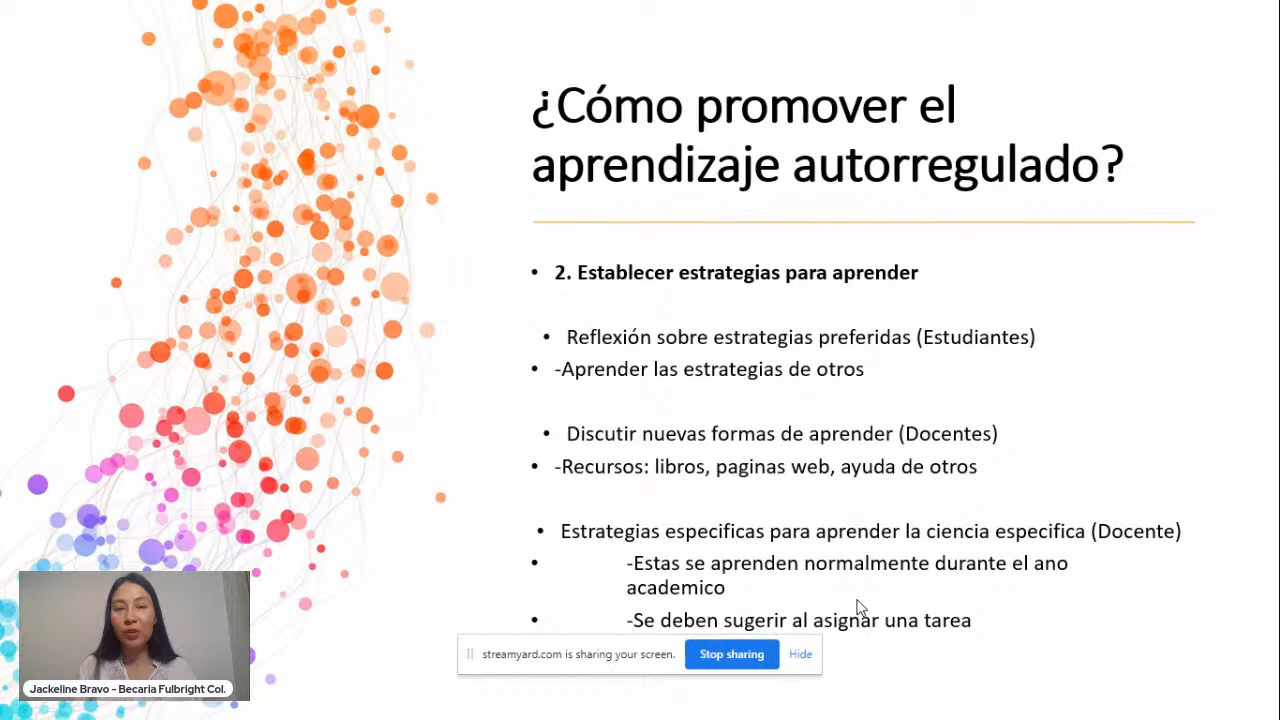 ¿Cómo promover el
aprendizaje autorregulado?
• 2. Establecer estrategias para aprender
• Reflexión sobre estrategias preferidas (Estudiantes)
• -Aprender las estrategias de otros
• Discutir nuevas formas de aprender (Docentes)
• -Recursos: libros, paginas web, ayuda de otros
• Estrategias especificas para aprender la ciencia especifica (Docente)
• -Estas se aprenden normalmente durante el ano
academico
• -Se deben sugerir al asignar una tarea
streamyard.com is sharing your screen. Stop sharing Hide
Jackeline Bravo - Becaria Fulbright Col.